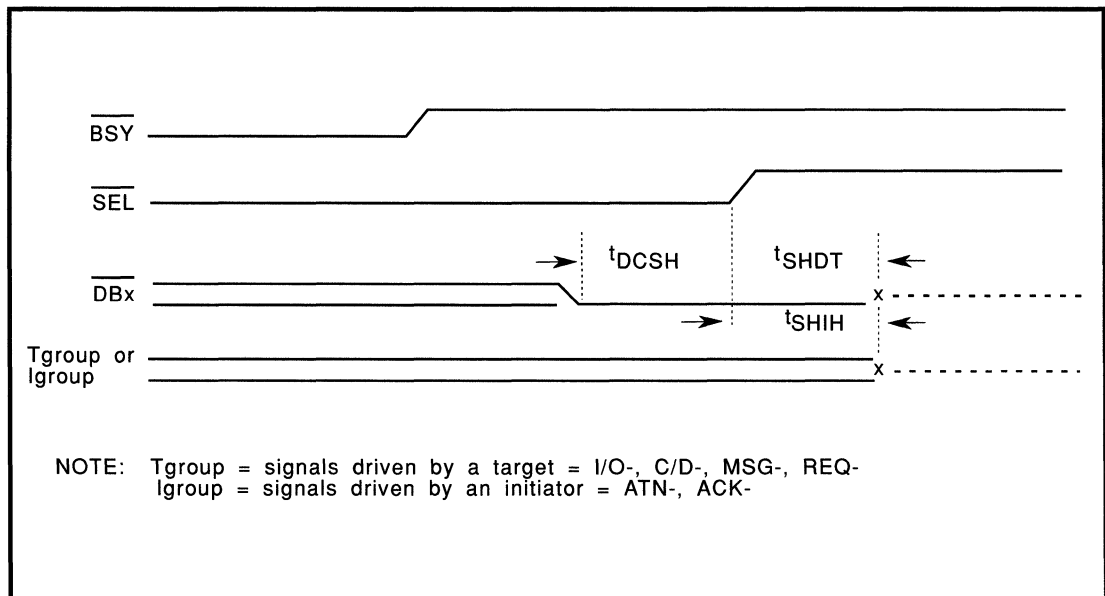 BSY
SEL
tDCSH tSHDT
DBx x
tSHIH
Tgroup or
Igroup x
NOTE: Tgroup = signals driven by a target = I/O-, C/D-, MSG-, REQ-
Igroup = signals driven by an initiator = ATN-, ACK-